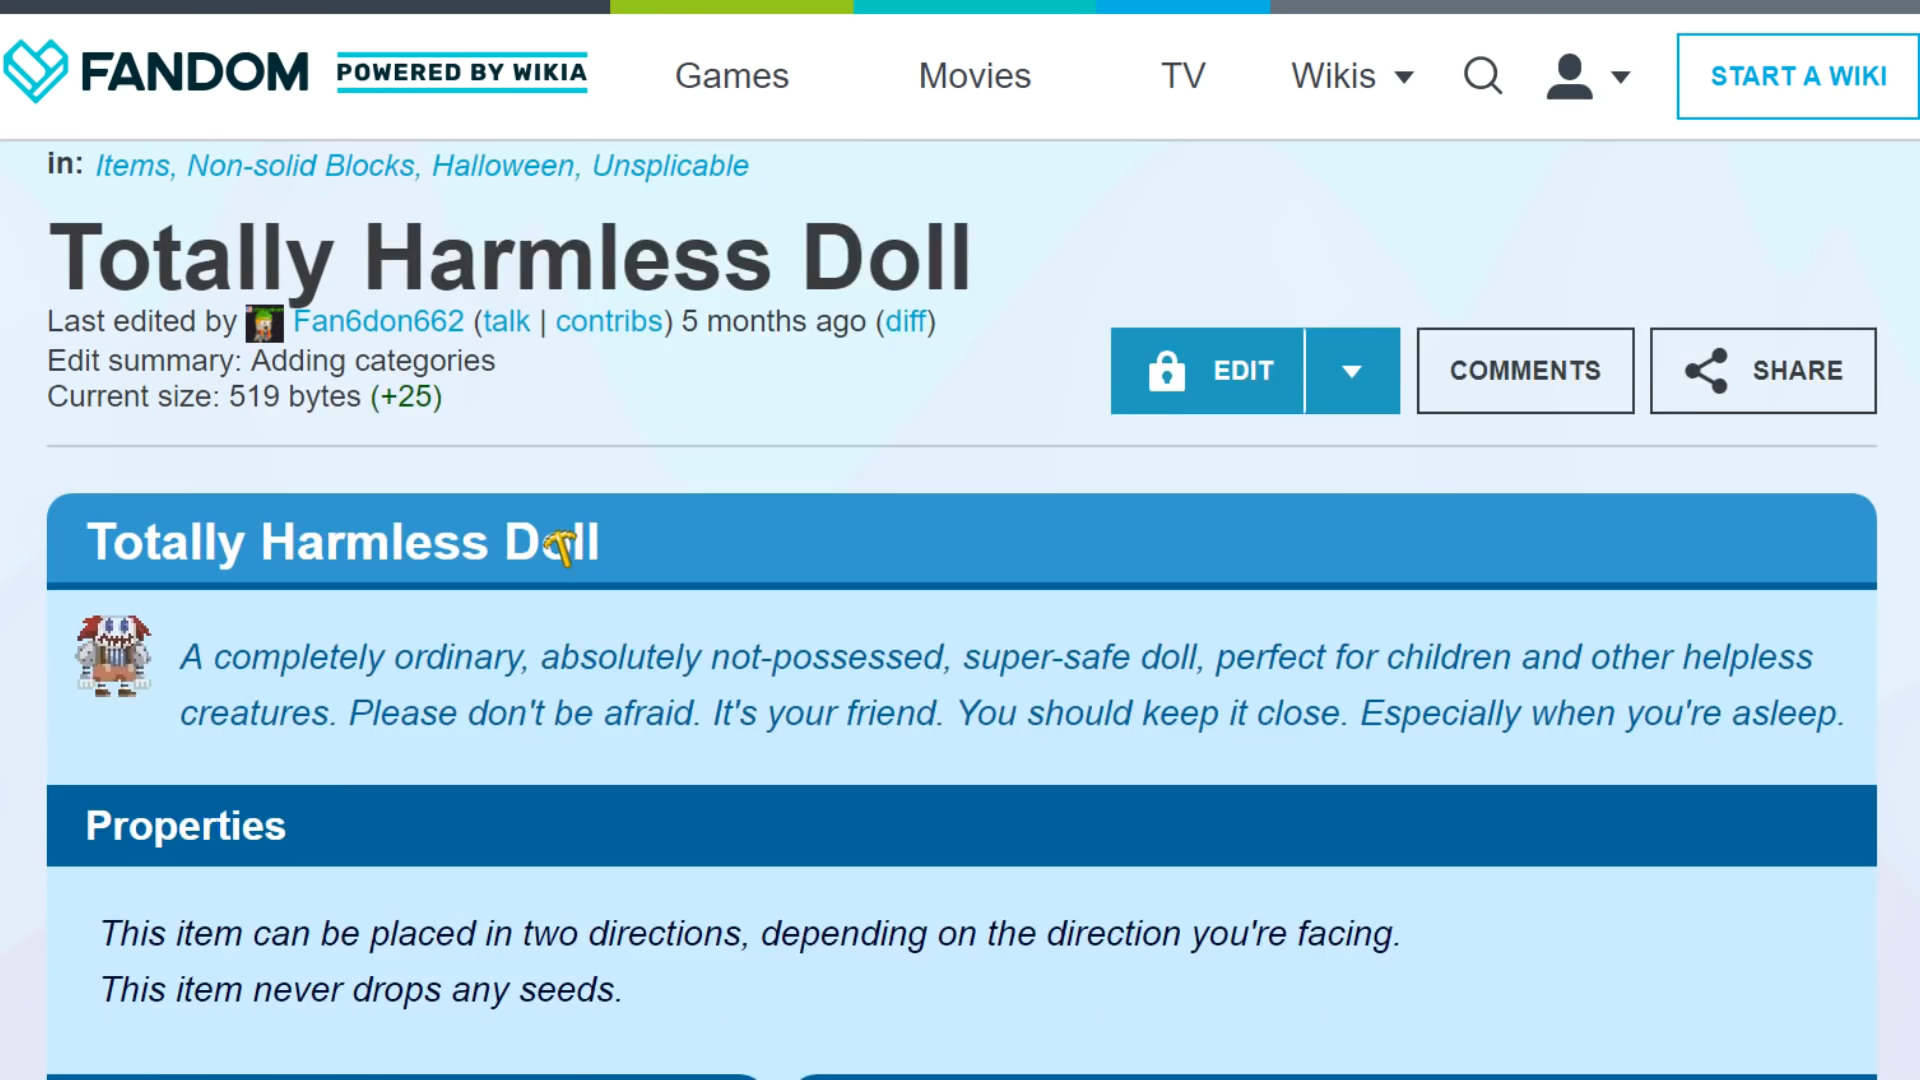 FANDOM POWERED BY WIKIA Games Movies TV Wikis START A WIKI
in: Items, Non-solid Blocks, Halloween, Unsplicable
Totally Harmless Doll
Last edited by Fan6don662 (talk | contribs) 5 months ago (diff)
Edit summary: Adding categories
Current size: 519 bytes (+25)
EDIT COMMENTS SHARE
Totally Harmless Doll
A completely ordinary, absolutely not-possessed, super-safe doll, perfect for children and other helpless
creatures. Please don't be afraid. It's your friend. You should keep it close. Especially when you're asleep.
Properties
This item can be placed in two directions, depending on the direction you're facing.
This item never drops any seeds.